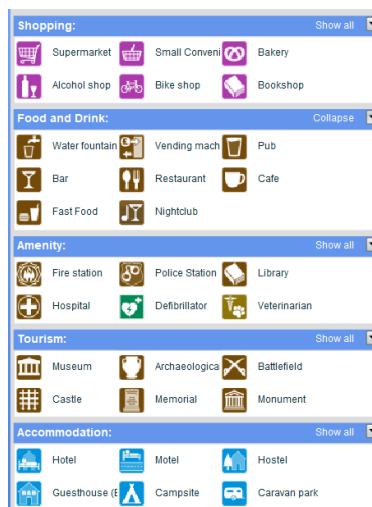 Shopping: Show all
Supermarket Small Conveni Bakery
Alcohol shop Bike shop Bookshop
Food and Drink: Collapse
Water fountain Vending mach Pub
Bar Restaurant Cafe
Fast Food Nightclub
Amenity: Show all
Fire station Police Station Library
Hospital Defibrillator Veterinarian
Tourism: Show all
Museum Archaeologica Battlefield
Castle Memorial Monument
Accommodation: Show all
Hotel Motel Hostel
Guesthouse (E Campsite Caravan park